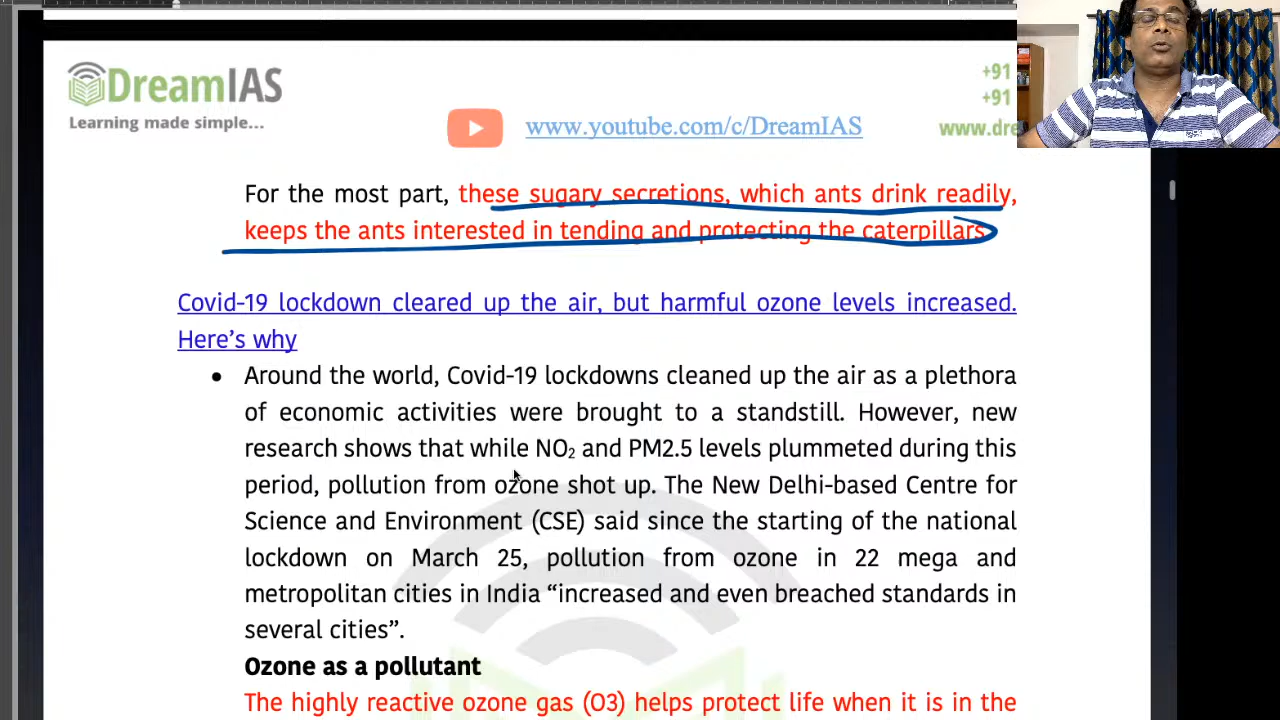 DreamIAS
Learning made simple...
+91
+91
www.youtube.com/c/DreamIAS
www.dre
For the most part, these sugary secretions, which ants drink readily,
keeps the ants interested in tending and protecting the caterpillars
Covid-19 lockdown cleared up the air, but harmful ozone levels increased.
Here’s why
• Around the world, Covid-19 lockdowns cleaned up the air as a plethora
of economic activities were brought to a standstill. However, new
research shows that while NO₂ and PM2.5 levels plummeted during this
period, pollution from ozone shot up. The New Delhi-based Centre for
Science and Environment (CSE) said since the starting of the national
lockdown on March 25, pollution from ozone in 22 mega and
metropolitan cities in India “increased and even breached standards in
several cities”.
Ozone as a pollutant
The highly reactive ozone gas (O3) helps protect life when it is in the